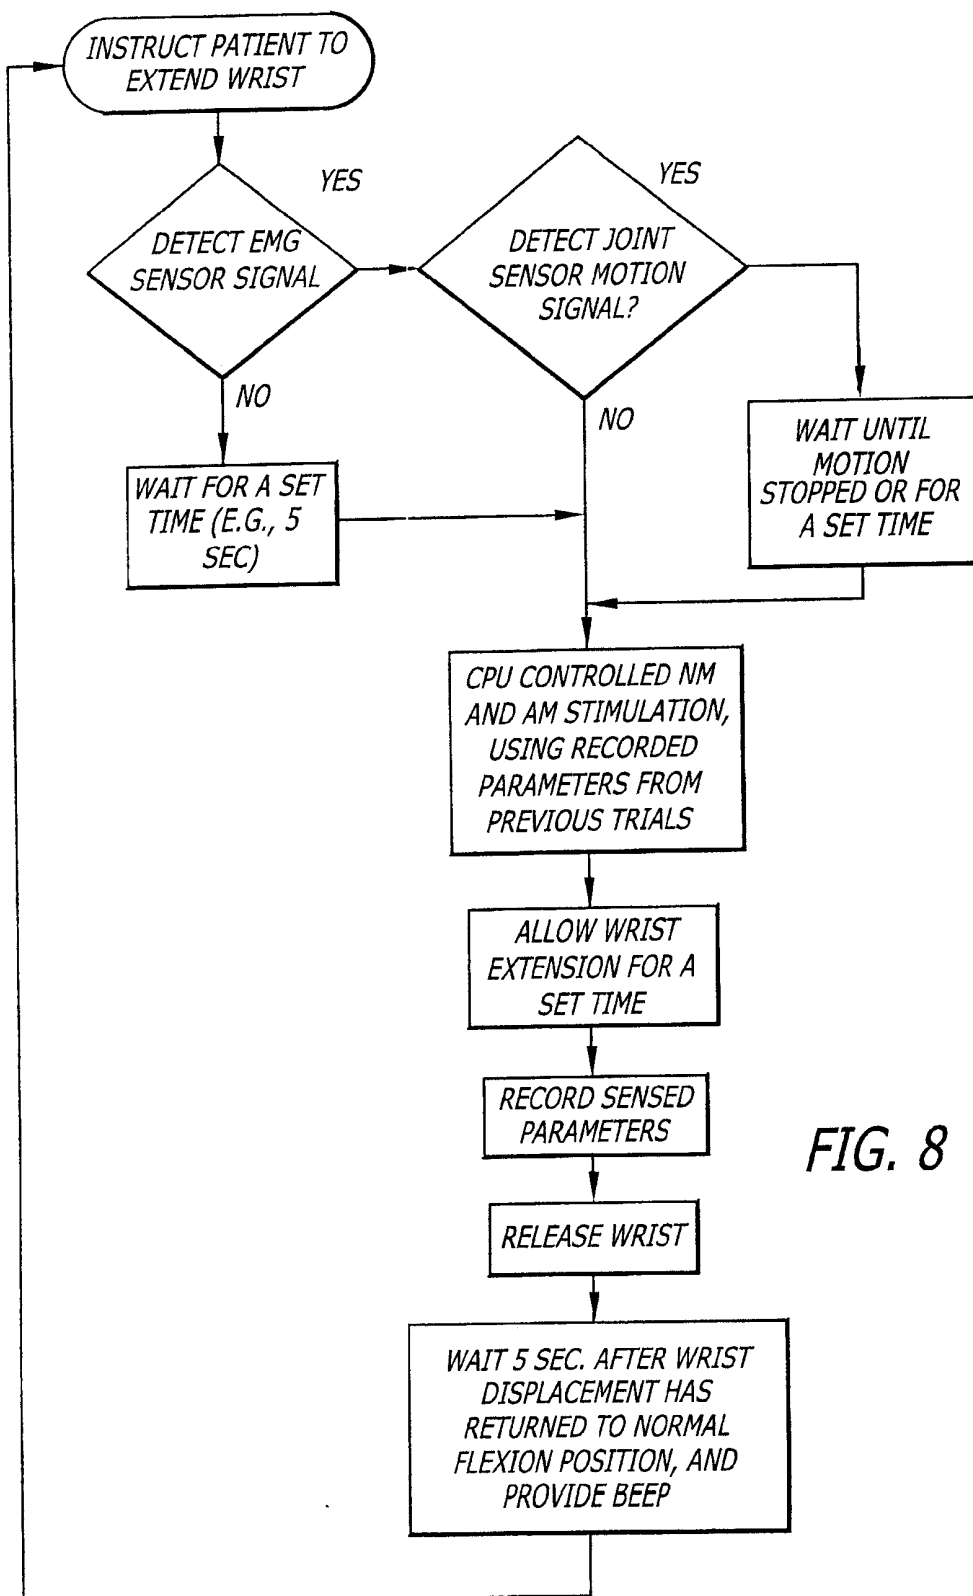 INSTRUCT PATIENT TO
EXTEND WRIST
YES
DETECT EMG
SENSOR SIGNAL
NO
YES
DETECT JOINT
SENSOR MOTION
SIGNAL?
NO
WAIT FOR A SET
TIME (E.G., 5
SEC)
WAIT UNTIL
MOTION
STOPPED OR FOR
A SET TIME
CPU CONTROLLED NM
AND AM STIMULATION,
USING RECORDED
PARAMETERS FROM
PREVIOUS TRIALS
ALLOW WRIST
EXTENSION FOR A
SET TIME
RECORD SENSED
PARAMETERS
FIG. 8
RELEASE WRIST
WAIT 5 SEC. AFTER WRIST
DISPLACEMENT HAS
RETURNED TO NORMAL
FLEXION POSITION, AND
PROVIDE BEEP